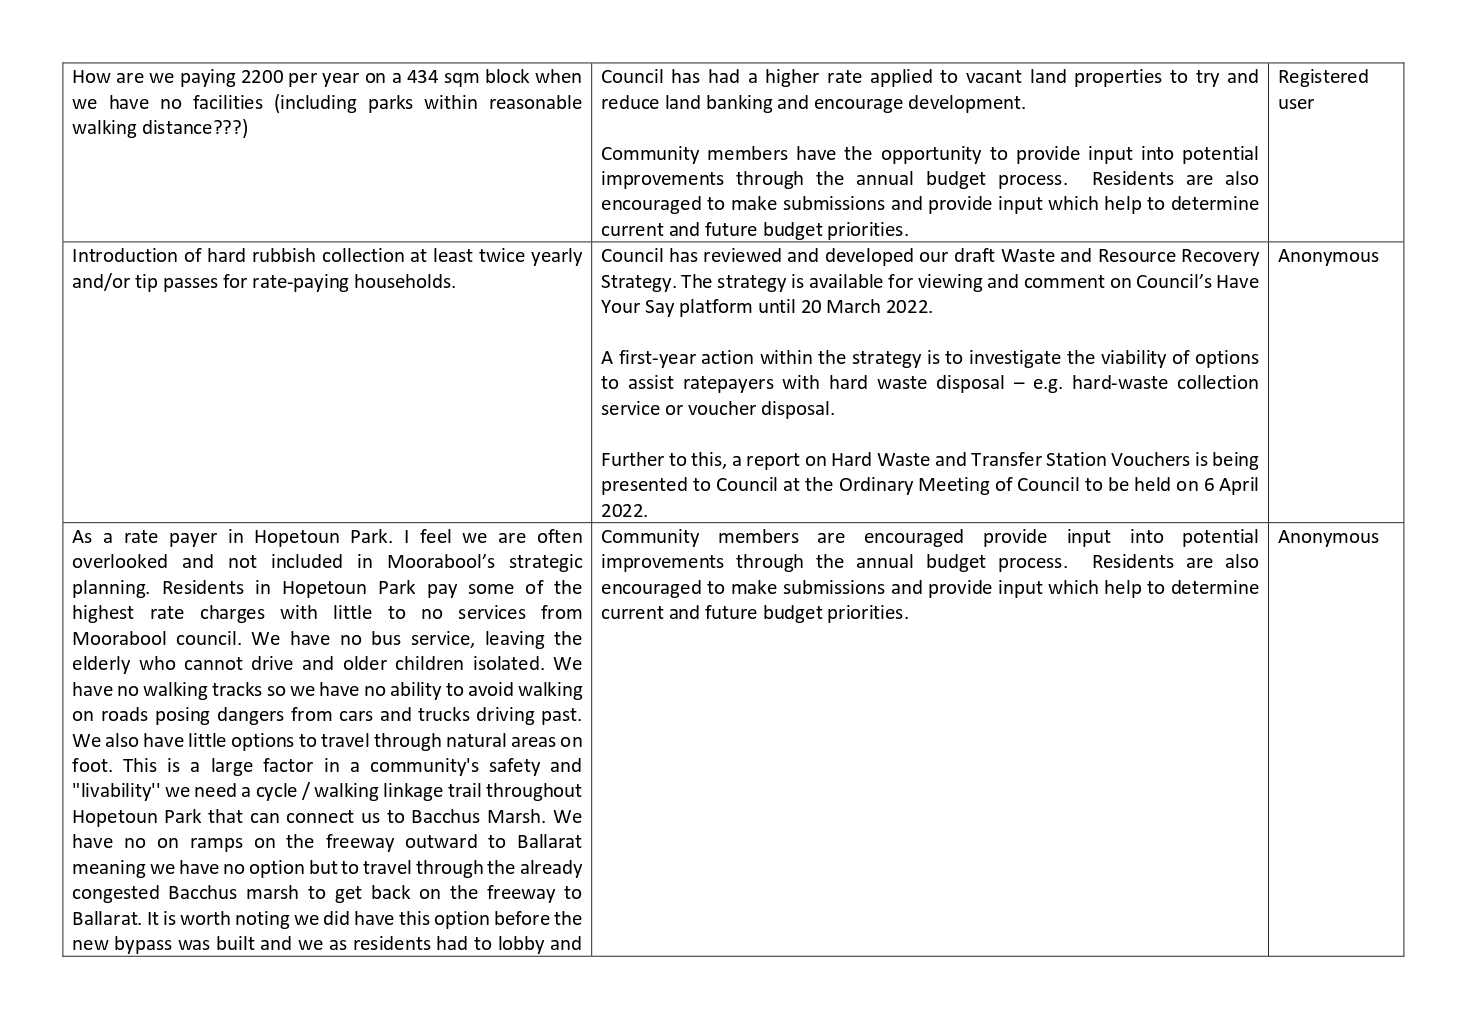 How are we paying 2200 per year on a 434 sqm block when
we have no facilities (including parks within reasonable
walking distance???)
Council has had a higher rate applied to vacant land properties to try and
reduce land banking and encourage development.
Community members have the opportunity to provide input into potential
improvements through the annual budget process.  Residents are also
encouraged to make submissions and provide input which help to determine
current and future budget priorities.
Registered
user
Introduction of hard rubbish collection at least twice yearly
and/or tip passes for rate-paying households.
Council has reviewed and developed our draft Waste and Resource Recovery
Strategy. The strategy is available for viewing and comment on Council’s Have
Your Say platform until 20 March 2022.
A first-year action within the strategy is to investigate the viability of options
to assist ratepayers with hard waste disposal – e.g. hard-waste collection
service or voucher disposal.
Further to this, a report on Hard Waste and Transfer Station Vouchers is being
presented to Council at the Ordinary Meeting of Council to be held on 6 April
2022.
Anonymous
As a rate payer in Hopetoun Park. I feel we are often
overlooked and not included in Moorabool’s strategic
planning. Residents in Hopetoun Park pay some of the
highest rate charges with little to no services from
Moorabool council. We have no bus service, leaving the
elderly who cannot drive and older children isolated. We
have no walking tracks so we have no ability to avoid walking
on roads posing dangers from cars and trucks driving past.
We also have little options to travel through natural areas on
foot. This is a large factor in a community's safety and
"livability'' we need a cycle / walking linkage trail throughout
Hopetoun Park that can connect us to Bacchus Marsh. We
have no on ramps on the freeway outward to Ballarat
meaning we have no option but to travel through the already
congested Bacchus marsh to get back on the freeway to
Ballarat. It is worth noting we did have this option before the
new bypass was built and we as residents had to lobby and
Community members are encouraged provide input into potential
improvements through the annual budget process.  Residents are also
encouraged to make submissions and provide input which help to determine
current and future budget priorities.
Anonymous